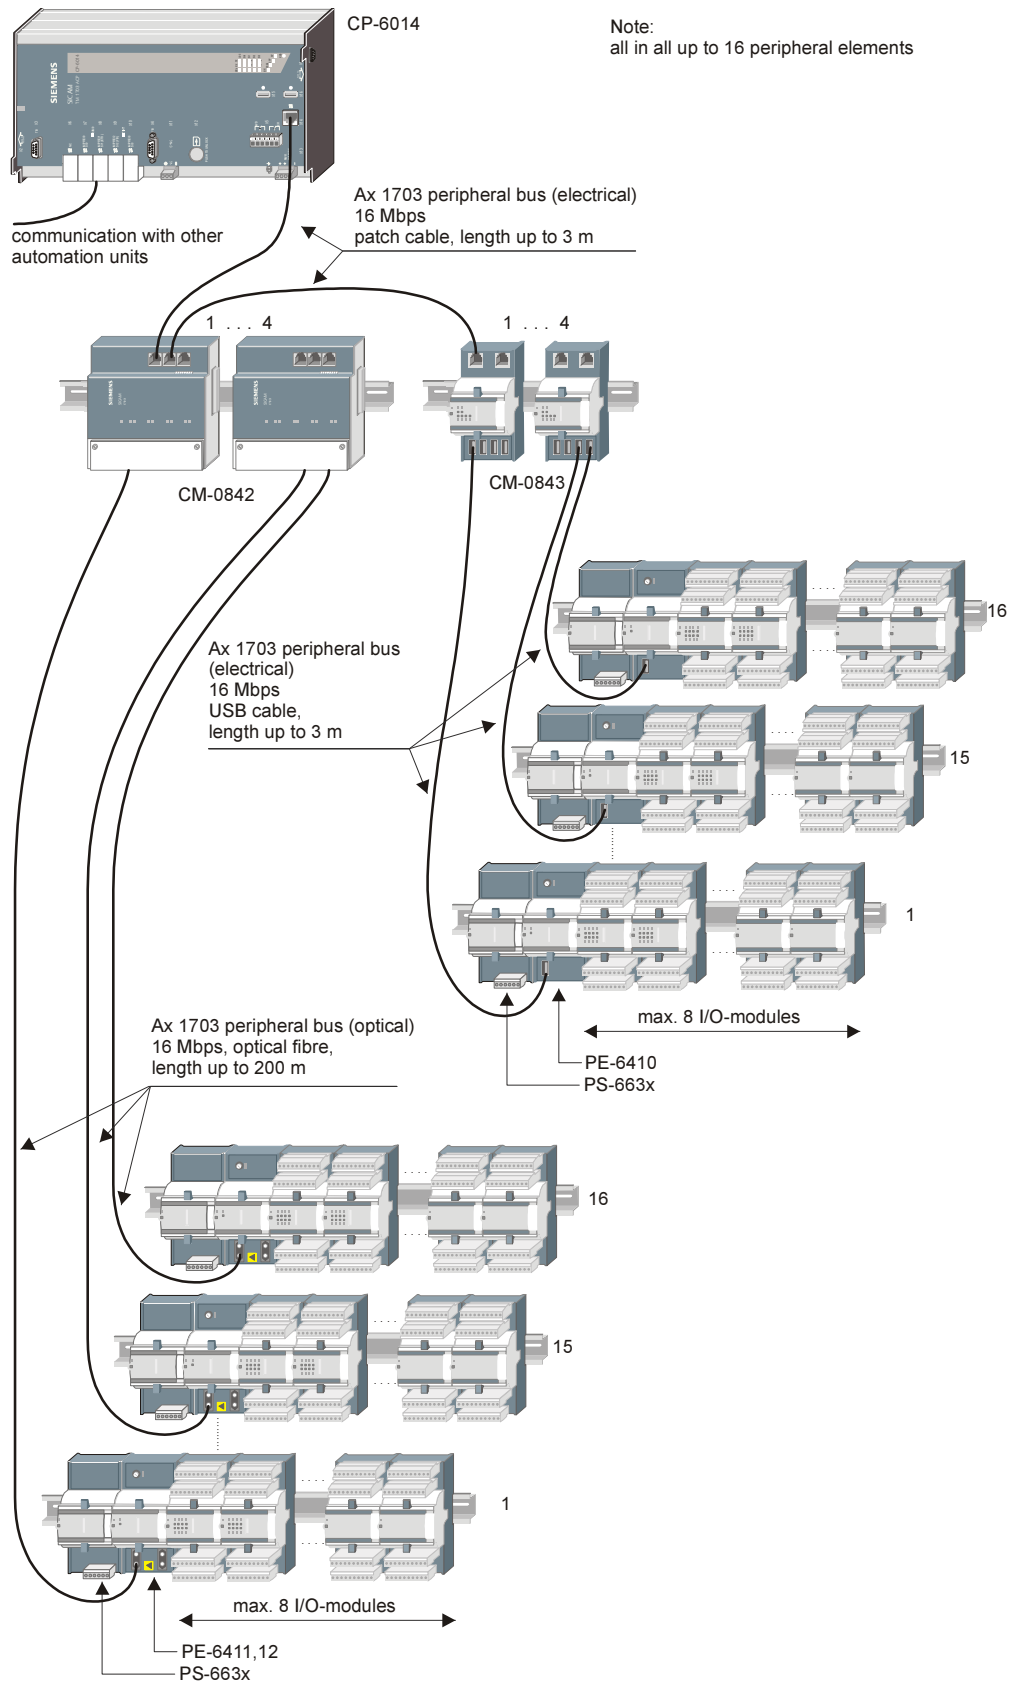 CP-6014
Note:
all in all up to 16 peripheral elements
SIEMENS
Ax 1703 peripheral bus (electrical)
16 Mbps
patch cable, length up to 3 m
communication with other
automation units
1 . . . 4
1 . . . 4
SIEMENS
SIEMENS
CM-0842
CM-0843
16
Ax 1703 peripheral bus
(electrical)
16 Mbps
USB cable,
length up to 3 m
15
1
max. 8 I/O-modules
PE-6410
PS-663x
Ax 1703 peripheral bus (optical)
16 Mbps, optical fibre,
length up to 200 m
16
15
1
max. 8 I/O-modules
PE-6411,12
PS-663x